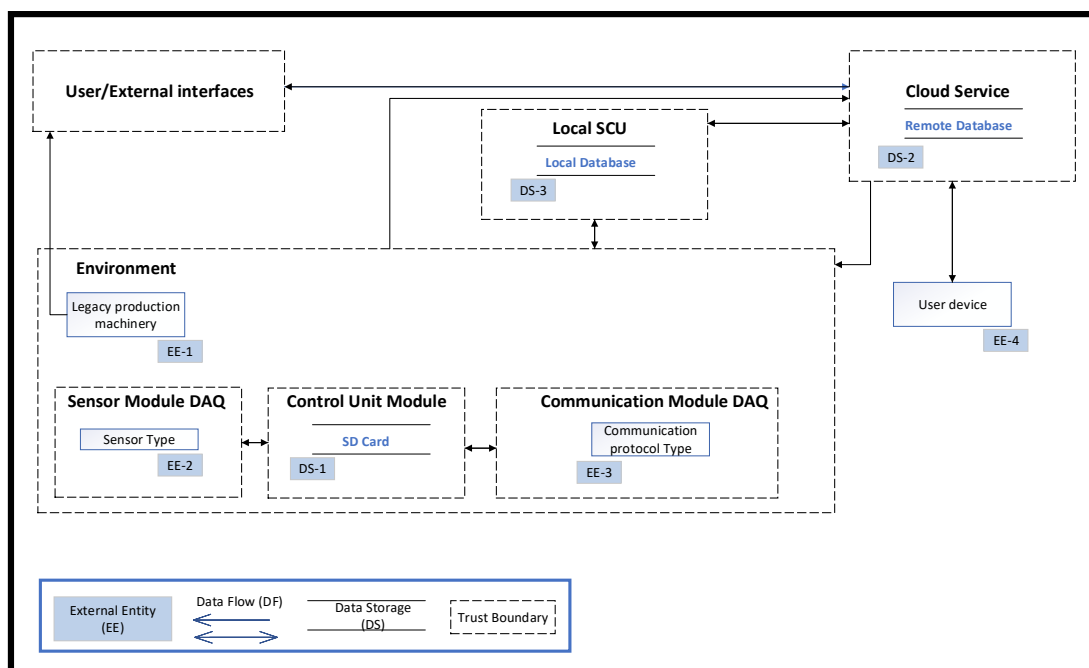 User/External interfaces
Cloud Service
Remote Database
DS-2
Local SCU
Local Database
DS-3
Environment
Legacy production
machinery
EE-1
User device
EE-4
Sensor Module DAQ
Sensor Type
EE-2
Control Unit Module
SD Card
DS-1
Communication Module DAQ
Communication
protocol Type
EE-3
External Entity
(EE)
Data Flow (DF)
Data Storage
(DS)
Trust Boundary